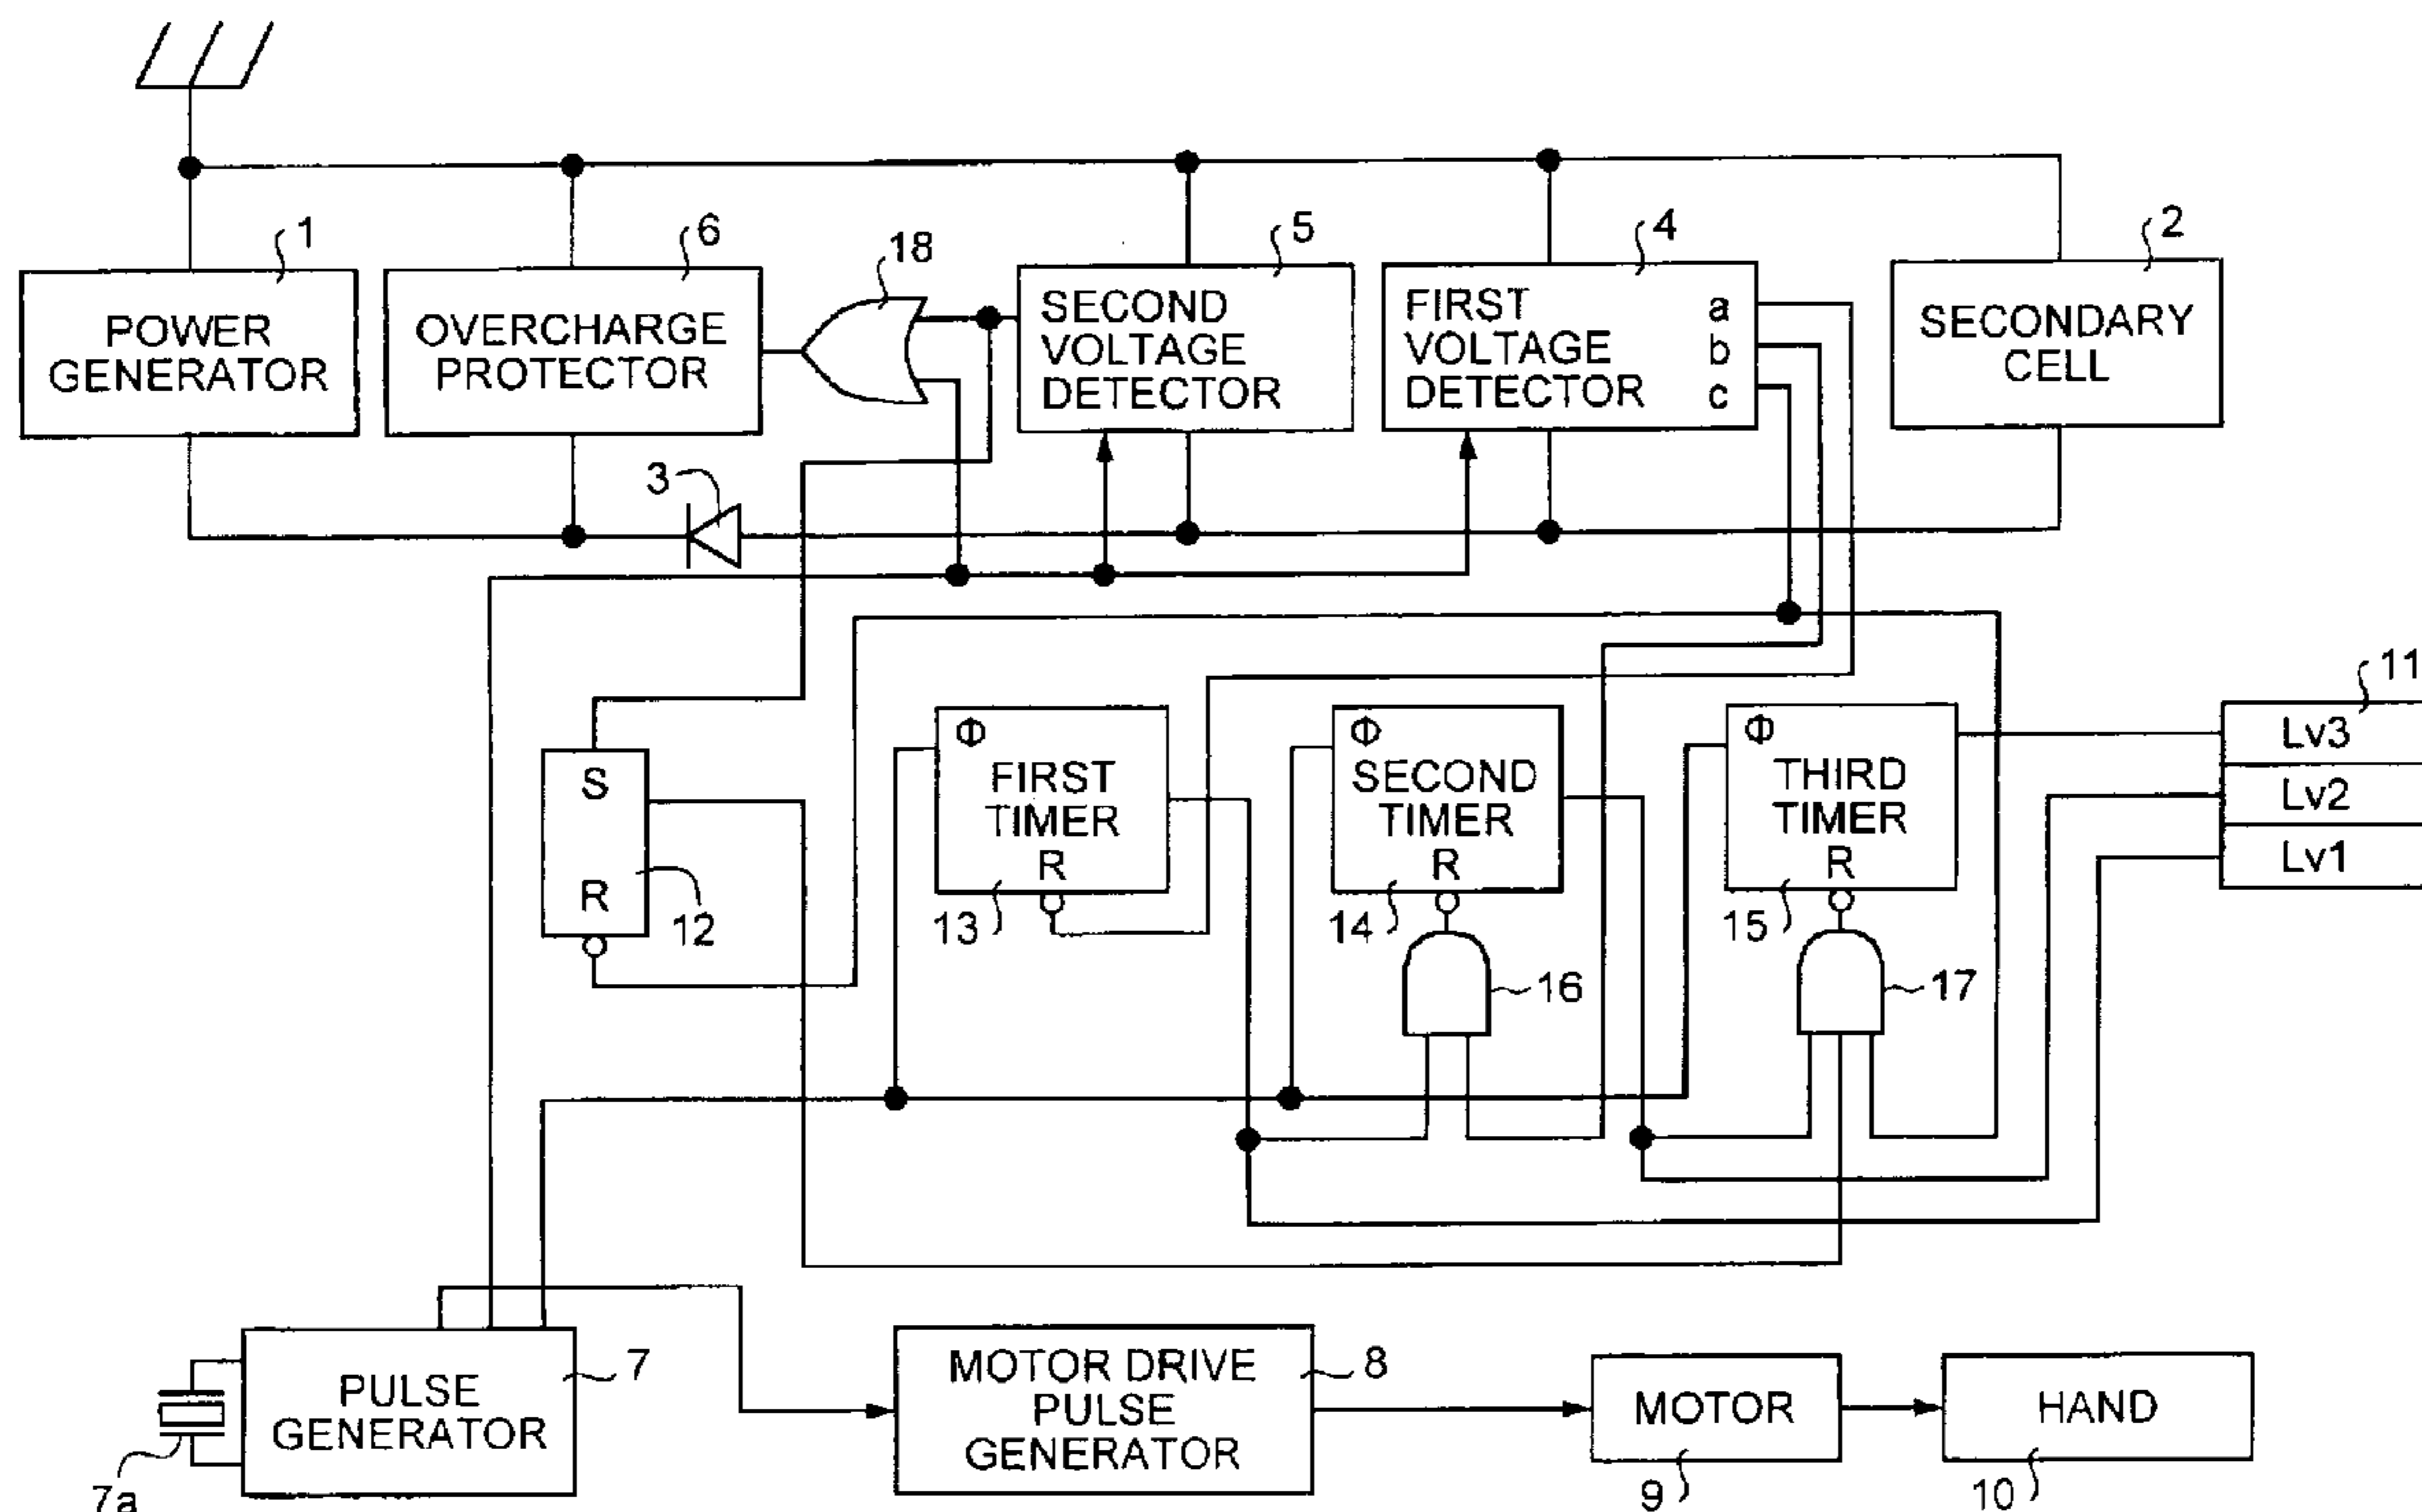 1
6
18
5
4
2
POWER
GENERATOR
OVERCHARGE
PROTECTOR
SECOND
VOLTAGE
DETECTOR
FIRST
VOLTAGE
DETECTOR
a
b
c
SECONDARY
CELL
3
11
Φ
FIRST
TIMER
R
13
Φ
SECOND
TIMER
R
14
Φ
THIRD
TIMER
R
15
Lv3
Lv2
Lv1
S
R
12
16
17
PULSE
GENERATOR
7
7a
MOTOR DRIVE
PULSE
GENERATOR
8
MOTOR
9
HAND
10